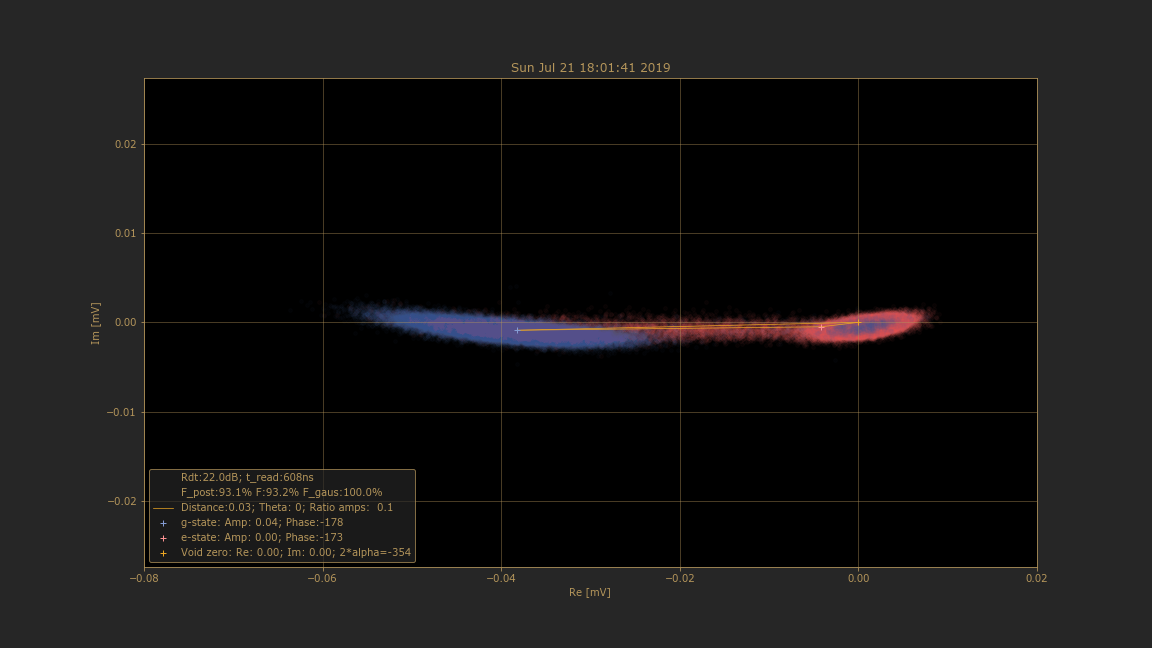 Sun Jul 21 18:01:41 2019
0.02
0.01
0.00
−0.01
−0.02
Im [mV]
Rdt:22.0dB; t_read:608ns
F_post:93.1% F:93.2% F_gaus:100.0%
Distance:0.03; Theta: 0; Ratio amps:  0.1
g-state: Amp: 0.04; Phase:-178
e-state: Amp: 0.00; Phase:-173
Void zero: Re: 0.00; Im: 0.00; 2*alpha=-354
−0.08
−0.06
−0.04
−0.02
0.00
0.02
Re [mV]